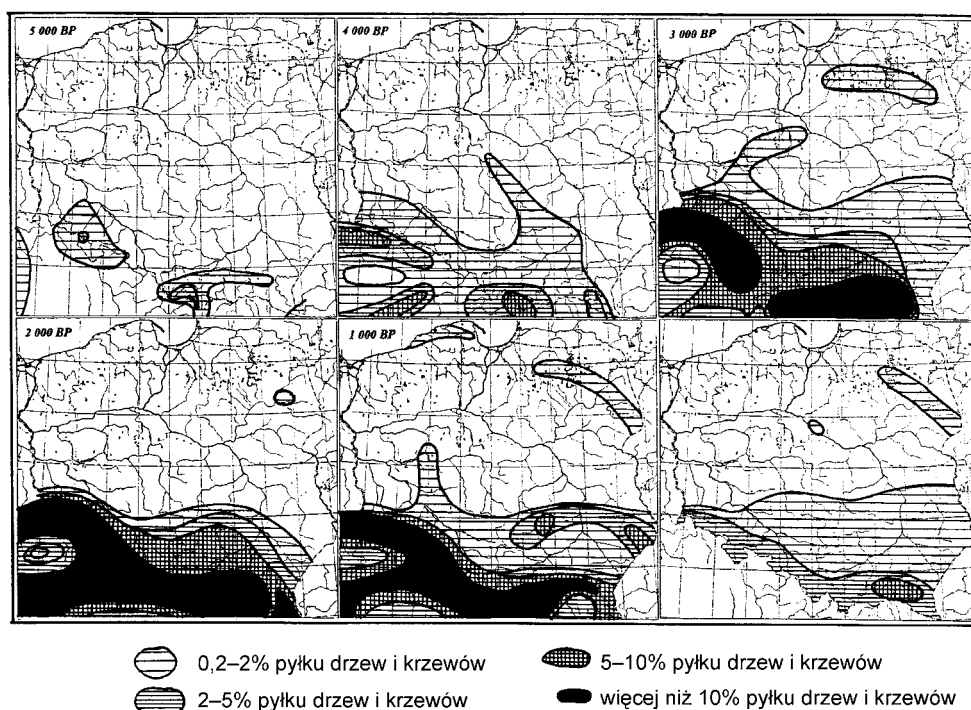 5 000 BP
4 000 BP
3 000 BP
2 000 BP
1 000 BP
0,2–2% pyłku drzew i krzewów
5–10% pyłku drzew i krzewów
2–5% pyłku drzew i krzewów
więcej niż 10% pyłku drzew i krzewów